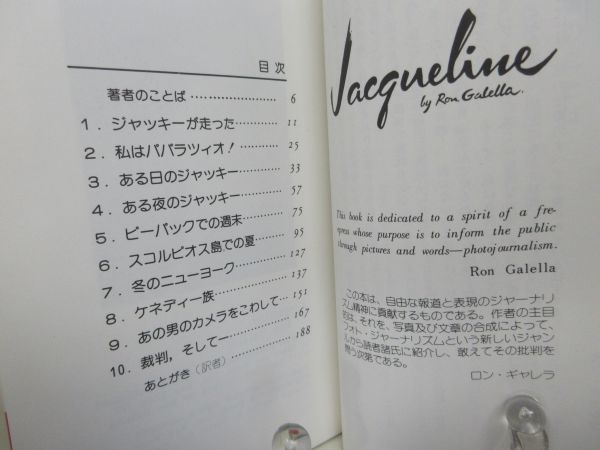 目 次
著者のことば…………………… 6
1．ジャッキーが走った………… 11
2．私はパパラツィオ！………… 25
3．ある日のジャッキー………… 33
4．ある夜のジャッキー………… 57
5．ピーパックでの週末………… 75
6．スコルピオス島での夏……… 95
7．冬のニューヨーク…………… 127
8．ケネディー族………………… 137
9．あの男のカメラをこわして… 151
10．裁判，そして―…………… 167
あとがき（訳者）……………… 188
Jacqueline
by Ron Galella.
This book is dedicated to a spirit of a fre-
press whose purpose is to inform the public
through pictures and words—photojournalism.
Ron Galella
この本は、自由な報道と表現のジャーナリ
ズム精神に貢献するものである。作者の主目
的は、それを、写真及び文章の合成によって、
フォト・ジャーナリズムという新しいジャン
ルから読者諸氏に紹介し、敢えてその批判を
問う次第である。
ロン・ギャレラ